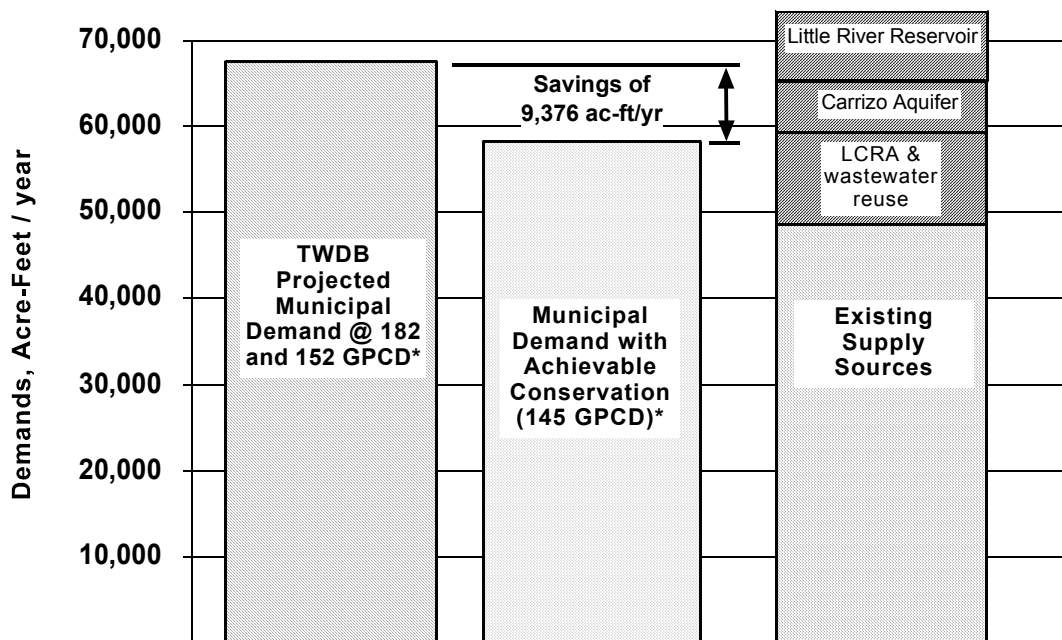 Demands, Acre-Feet / year
70,000
60,000
50,000
40,000
30,000
20,000
10,000
TWDB
Projected
Municipal
Demand @ 182
and 152 GPCD*
Savings of
9,376 ac-ft/yr
Municipal
Demand with
Achievable
Conservation
(145 GPCD)*
Little River Reservoir
Carrizo Aquifer
LCRA &
wastewater
reuse
Existing
Supply
Sources